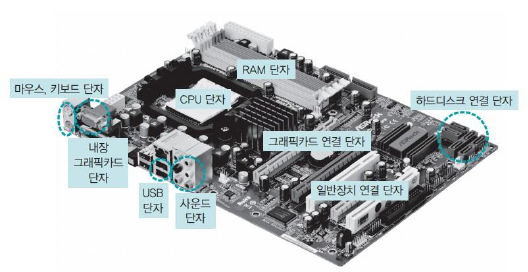 RAM 단자
마우스, 키보드 단자
CPU 단자
하드디스크 연결 단자
내장
그래픽카드
단자
그래픽카드 연결 단자
USB
단자
사운드
단자
일반장치 연결 단자